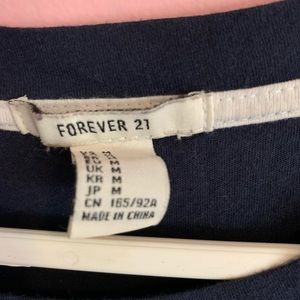 FOREVER 21
UK M
KR M
JP M
CN 165/92A
MADE IN CHINA